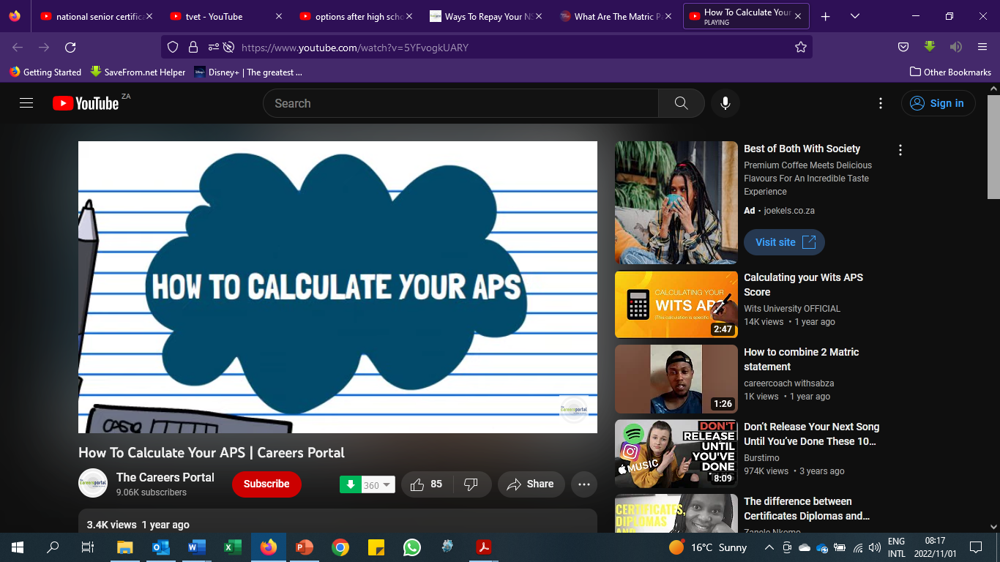 national senior certifica
tvet - YouTube
options after high scho
Ways To Repay Your NS
What Are The Matric Pa
How To Calculate Your
PLAYING
https://www.youtube.com/watch?v=5YFvogkUARY
Getting Started
SaveFrom.net Helper
Disney+ | The greatest ...
Other Bookmarks
YouTube ZA
Search
Sign in
HOW TO CALCULATE YOUR APS
The
Careersportal
How To Calculate Your APS | Careers Portal
The Careers Portal
9.06K subscribers
Subscribe
360
85
Share
3.4K views 1 year ago
Best of Both With Society
Premium Coffee Meets Delicious
Flavours For An Incredible Taste
Experience
Ad • joekels.co.za
Visit site
CALCULATING YOUR
WITS APS
2:47
Calculating your Wits APS
Score
Wits University OFFICIAL
14K views • 1 year ago
1:26
How to combine 2 Matric
statement
careercoach withsabza
1K views • 1 year ago
DON'T
RELEASE
UNTIL
YOU'VE
DONE
MUSIC
8:09
Don't Release Your Next Song
Until You've Done These 10...
Burstimo
974K views • 3 years ago
CERTIFICATES,
DIPLOMAS
AND
The difference between
Certificates Diplomas and...
Zanele Nkomo
16°C Sunny
ENG
INTL
08:17
2022/11/01